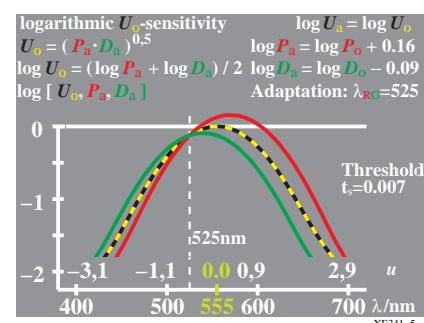 logarithmic Uo-sensitivity log Ua = log Uo
Uo = ( Pa·Da )^0,5 log Pa = log Po + 0.16
log Uo = (log Pa + log Da) / 2 log Da = log Do − 0.09
log [ Uo, Pa, Da ] Adaptation: λRG=525
0
Threshold
ts=0.007
−1
525nm
−2 −3,1 −1,1 0.0 0,9 2,9 u
400 500 555 600 700 λ/nm
YE241-5